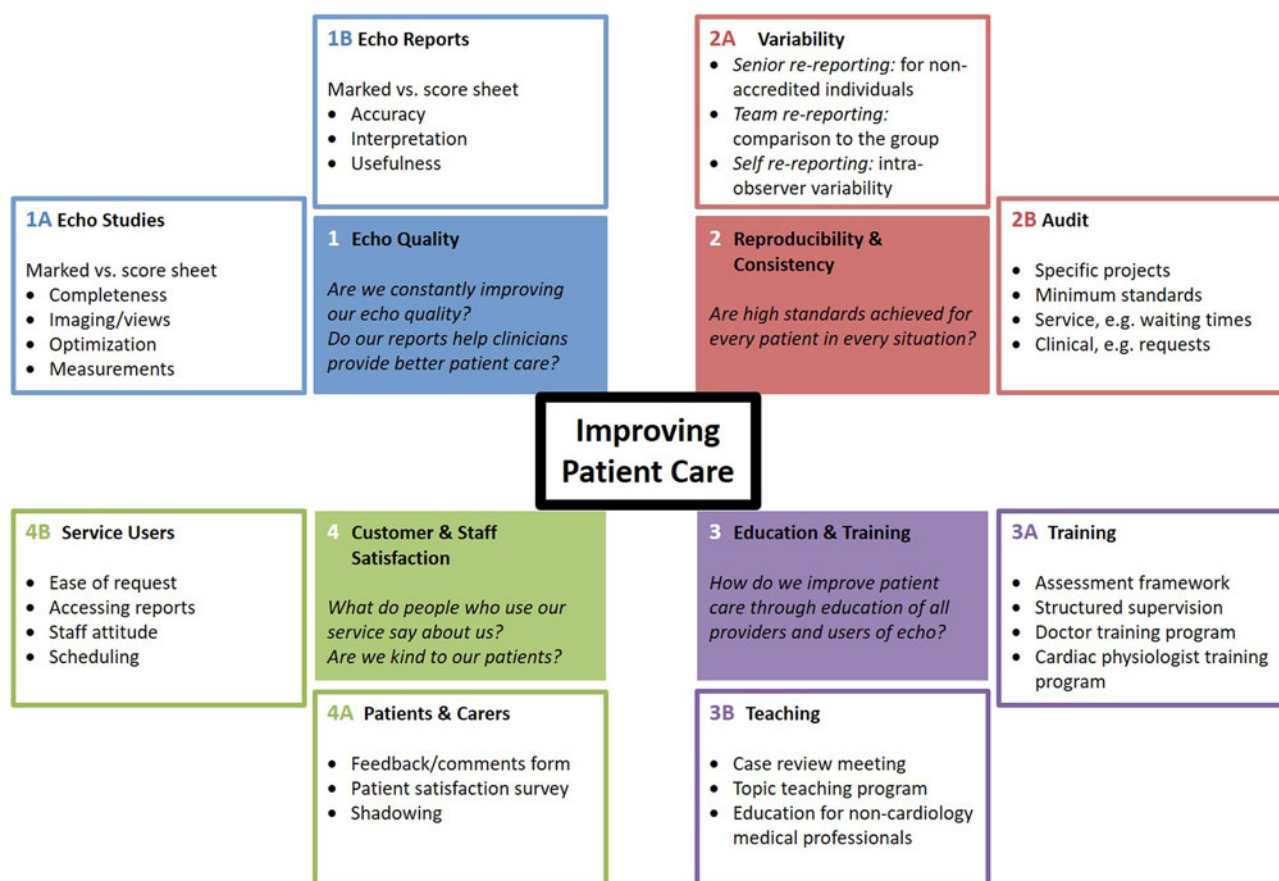 1B Echo Reports
Marked vs. score sheet
• Accuracy
• Interpretation
• Usefulness
2A Variability
• Senior re-reporting: for non-
accredited individuals
• Team re-reporting:
comparison to the group
• Self re-reporting: intra-
observer variability
1A Echo Studies
Marked vs. score sheet
• Completeness
• Imaging/views
• Optimization
• Measurements
1 Echo Quality
Are we constantly improving
our echo quality?
Do our reports help clinicians
provide better patient care?
2 Reproducibility &
Consistency
Are high standards achieved for
every patient in every situation?
2B Audit
• Specific projects
• Minimum standards
• Service, e.g. waiting times
• Clinical, e.g. requests
Improving
Patient Care
4B Service Users
• Ease of request
• Accessing reports
• Staff attitude
• Scheduling
4 Customer & Staff
Satisfaction
What do people who use our
service say about us?
Are we kind to our patients?
3 Education & Training
How do we improve patient
care through education of all
providers and users of echo?
3A Training
• Assessment framework
• Structured supervision
• Doctor training program
• Cardiac physiologist training
program
4A Patients & Carers
• Feedback/comments form
• Patient satisfaction survey
• Shadowing
3B Teaching
• Case review meeting
• Topic teaching program
• Education for non-cardiology
medical professionals